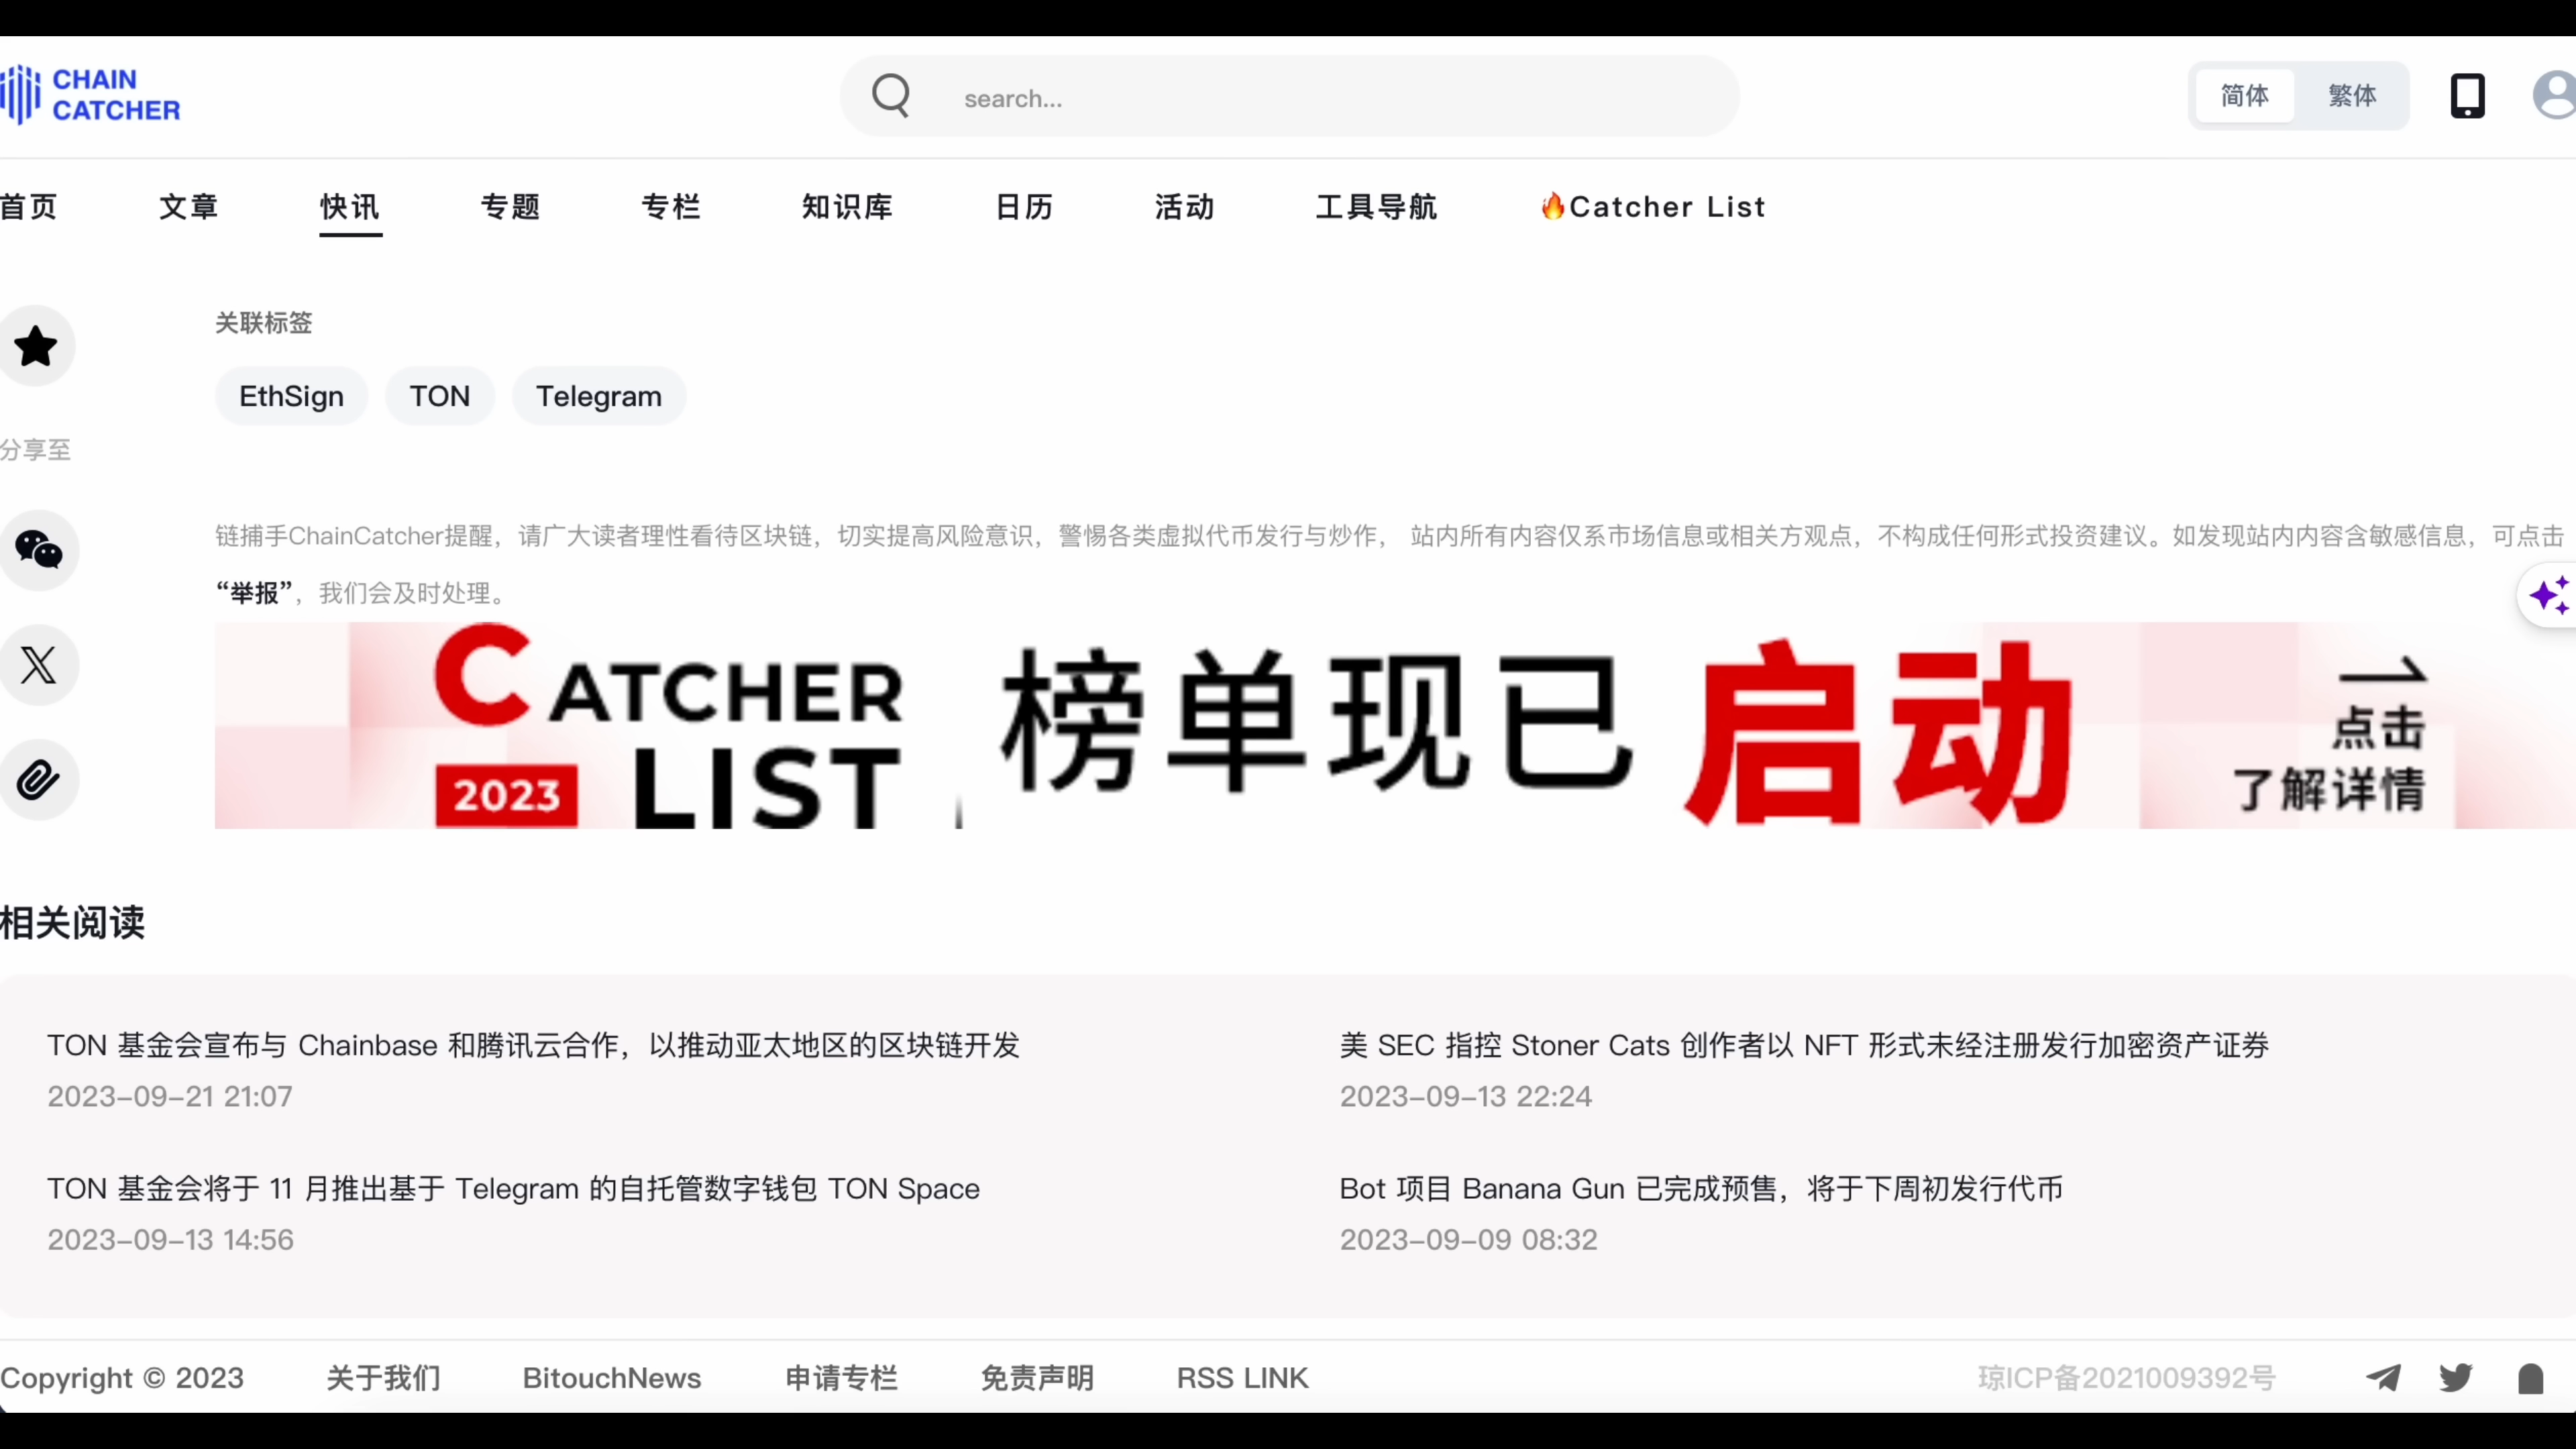 CHAIN
CATCHER
search...
简体 繁体
首页 文章 快讯 专题 专栏 知识库 日历 活动 工具导航 🔥Catcher List
关联标签
EthSign TON Telegram
分享至
链捕手ChainCatcher提醒，请广大读者理性看待区块链，切实提高风险意识，警惕各类虚拟代币发行与炒作， 站内所有内容仅系市场信息或相关方观点，不构成任何形式投资建议。如发现站内内容含敏感信息，可点击
“举报”，我们会及时处理。
CATCHER
2023 LIST
榜单现已启动
点击
了解详情
相关阅读
TON 基金会宣布与 Chainbase 和腾讯云合作，以推动亚太地区的区块链开发
2023-09-21 21:07
美 SEC 指控 Stoner Cats 创作者以 NFT 形式未经注册发行加密资产证券
2023-09-13 22:24
TON 基金会将于 11 月推出基于 Telegram 的自托管数字钱包 TON Space
2023-09-13 14:56
Bot 项目 Banana Gun 已完成预售，将于下周初发行代币
2023-09-09 08:32
Copyright © 2023 关于我们 BitouchNews 申请专栏 免责声明 RSS LINK 琼ICP备2021009392号